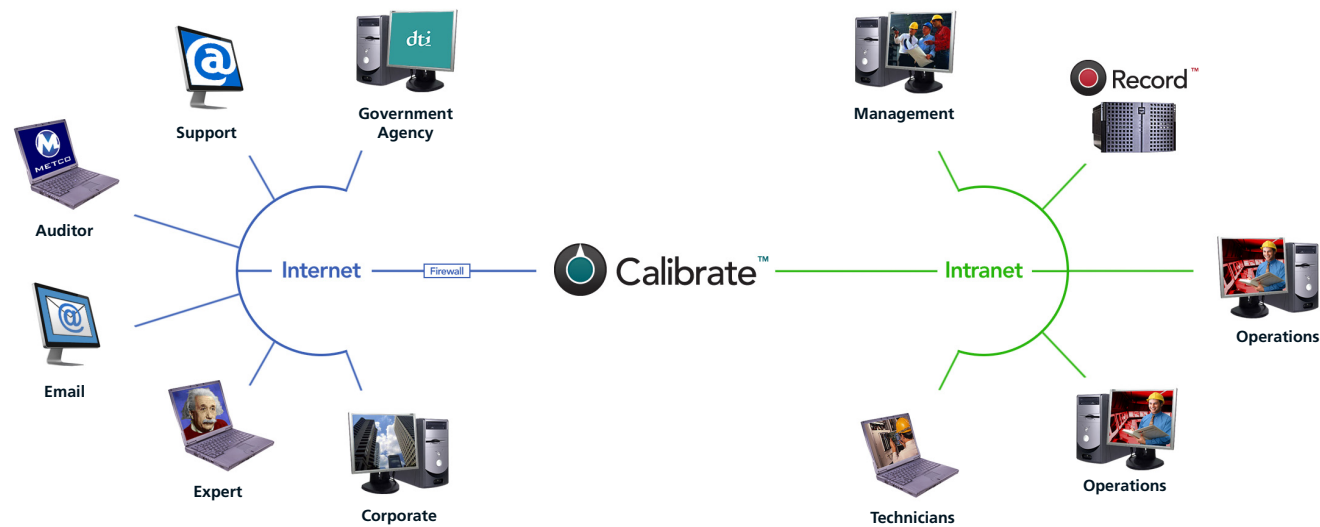 dti
Government
Agency
Support
METCO
Auditor
Email
Expert
Corporate
Internet
Firewall
Calibrate™
Intranet
Management
Record™
Operations
Operations
Technicians